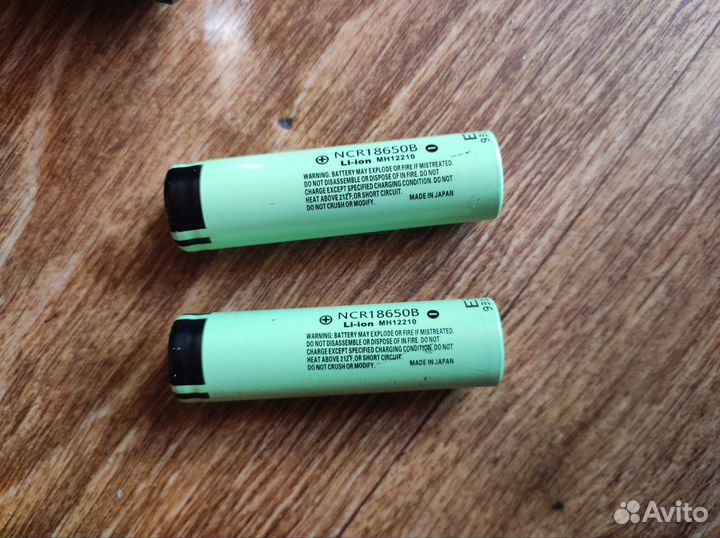 NCR18650B
Li-ion MH12210
WARNING: BATTERY MAY EXPLODE OR FIRE IF MISTREATED.
DO NOT DISASSEMBLE OR DISPOSE OF IN FIRE. DO NOT
CHARGE EXCEPT SPECIFIED CHARGING CONDITION. DO NOT
HEAT ABOVE 212°F, OR SHORT CIRCUIT.
DO NOT CRUSH OR MODIFY. MADE IN JAPAN
NCR18650B
Li-ion MH12210
WARNING: BATTERY MAY EXPLODE OR FIRE IF MISTREATED.
DO NOT DISASSEMBLE OR DISPOSE OF IN FIRE. DO NOT
CHARGE EXCEPT SPECIFIED CHARGING CONDITION. DO NOT
HEAT ABOVE 212°F, OR SHORT CIRCUIT.
DO NOT CRUSH OR MODIFY. MADE IN JAPAN
Avito